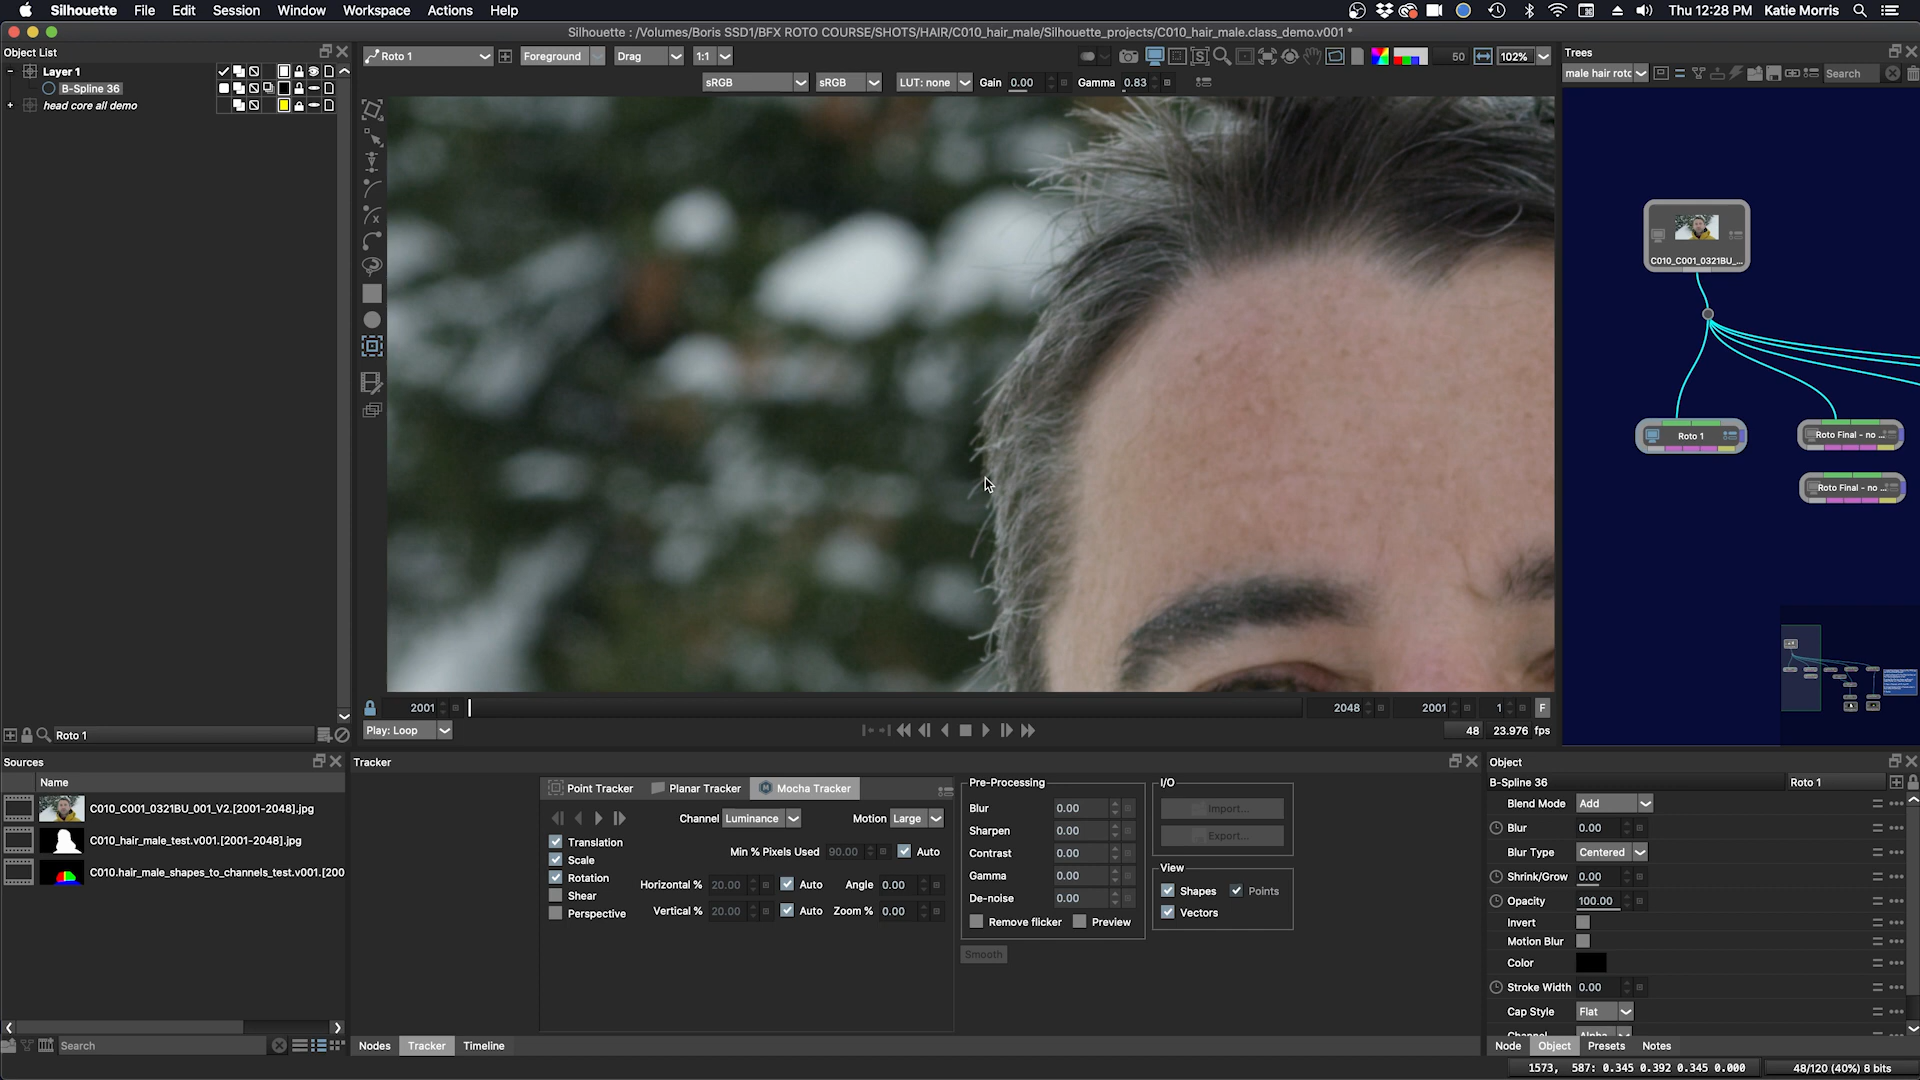 Silhouette File Edit Session Window Workspace Actions Help Thu 12:28 PM Katie Morris
Silhouette : /Volumes/Boris SSD1/BFX ROTO COURSE/SHOTS/HAIR/C010_hair_male/Silhouette_projects/C010_hair_male.class_demo.v001 *
Object List
Roto 1 Foreground Drag 1:1 50 102%
Trees
male hair roto Search
Layer 1
B-Spline 36
head core all demo
sRGB sRGB LUT: none Gain 0.00 Gamma 0.83
C010_C001_0321BU_...
Roto 1
Roto Final - no ...
Roto Final - no ...
2001 2048 2001 1 F
Play: Loop 48 23.976 fps
Roto 1
Sources
Name
C010_C001_0321BU_001_V2.[2001-2048].jpg
C010_hair_male_test.v001.[2001-2048].jpg
C010.hair_male_shapes_to_channels_test.v001.[200
Search
Tracker
Point Tracker Planar Tracker Mocha Tracker
Channel Luminance Motion Large
Translation
Scale
Rotation
Shear
Perspective
Min % Pixels Used 90.00 Auto
Horizontal % 20.00 Auto Angle 0.00
Vertical % 20.00 Auto Zoom % 0.00
Pre-Processing
Blur 0.00
Sharpen 0.00
Contrast 0.00
Gamma 0.00
De-noise 0.00
Remove flicker Preview
Smooth
I/O
Import...
Export...
View
Shapes Points
Vectors
Nodes Tracker Timeline
Object
B-Spline 36 Roto 1
Blend Mode Add
Blur 0.00
Blur Type Centered
Shrink/Grow 0.00
Opacity 100.00
Invert
Motion Blur
Color
Stroke Width 0.00
Cap Style Flat
Channel Alpha
Node Object Presets Notes
1573, 587: 0.345 0.392 0.345 0.000 48/120 (40%) 8 bits